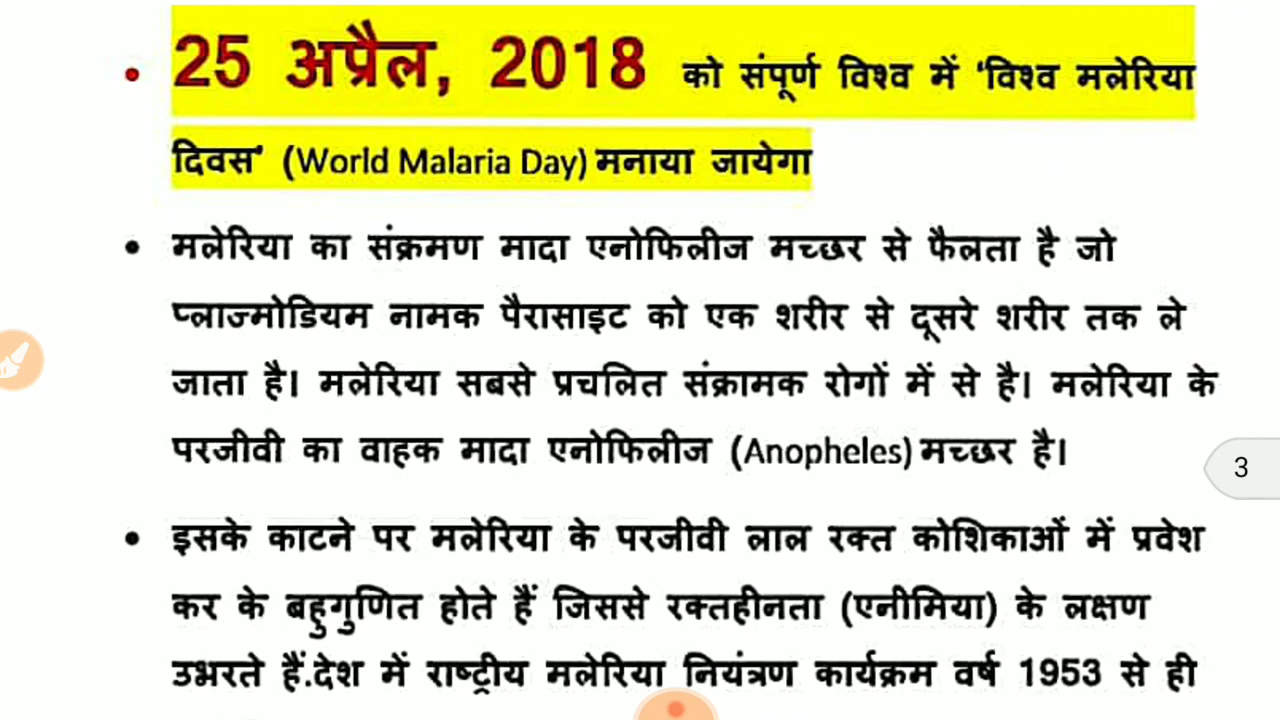 • 25 अप्रैल, 2018 को संपूर्ण विश्व में 'विश्व मलेरिया
दिवस' (World Malaria Day) मनाया जायेगा
• मलेरिया का संक्रमण मादा एनोफिलीज मच्छर से फैलता है जो
प्लाज्मोडियम नामक पैरासाइट को एक शरीर से दूसरे शरीर तक ले
जाता है। मलेरिया सबसे प्रचलित संक्रामक रोगों में से है। मलेरिया के
परजीवी का वाहक मादा एनोफिलीज (Anopheles) मच्छर है।
3
• इसके काटने पर मलेरिया के परजीवी लाल रक्त कोशिकाओं में प्रवेश
कर के बहुगुणित होते हैं जिससे रक्तहीनता (एनीमिया) के लक्षण
उभरते हैं.देश में राष्ट्रीय मलेरिया नियंत्रण कार्यक्रम वर्ष 1953 से ही